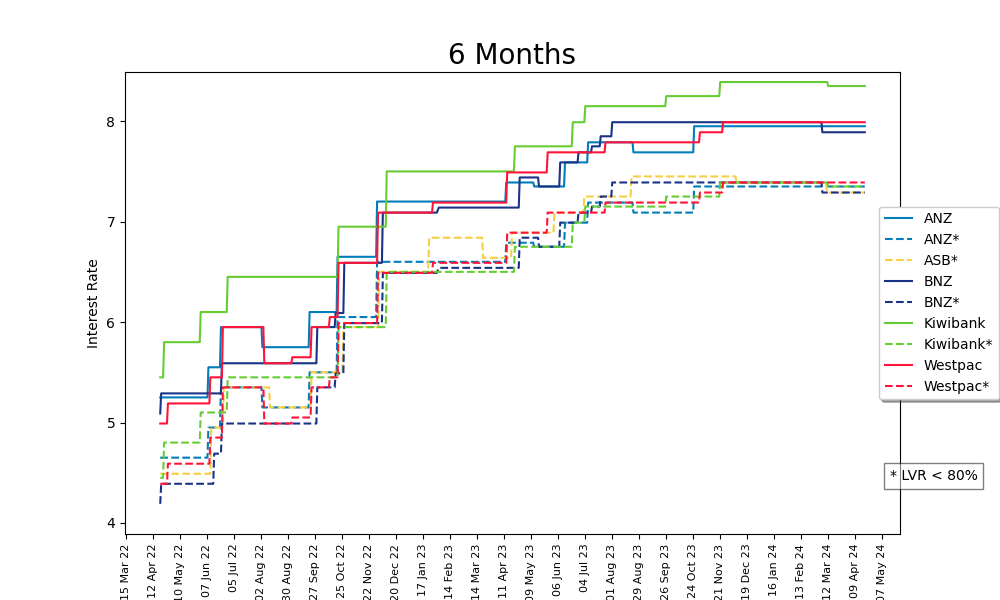 6 Months
Interest Rate
8
7
6
5
4
15 Mar 22
12 Apr 22
10 May 22
07 Jun 22
05 Jul 22
02 Aug 22
30 Aug 22
27 Sep 22
25 Oct 22
22 Nov 22
20 Dec 22
17 Jan 23
14 Feb 23
14 Mar 23
11 Apr 23
09 May 23
06 Jun 23
04 Jul 23
01 Aug 23
29 Aug 23
26 Sep 23
24 Oct 23
21 Nov 23
19 Dec 23
16 Jan 24
13 Feb 24
12 Mar 24
09 Apr 24
07 May 24
ANZ
ANZ*
ASB*
BNZ
BNZ*
Kiwibank
Kiwibank*
Westpac
Westpac*
* LVR < 80%